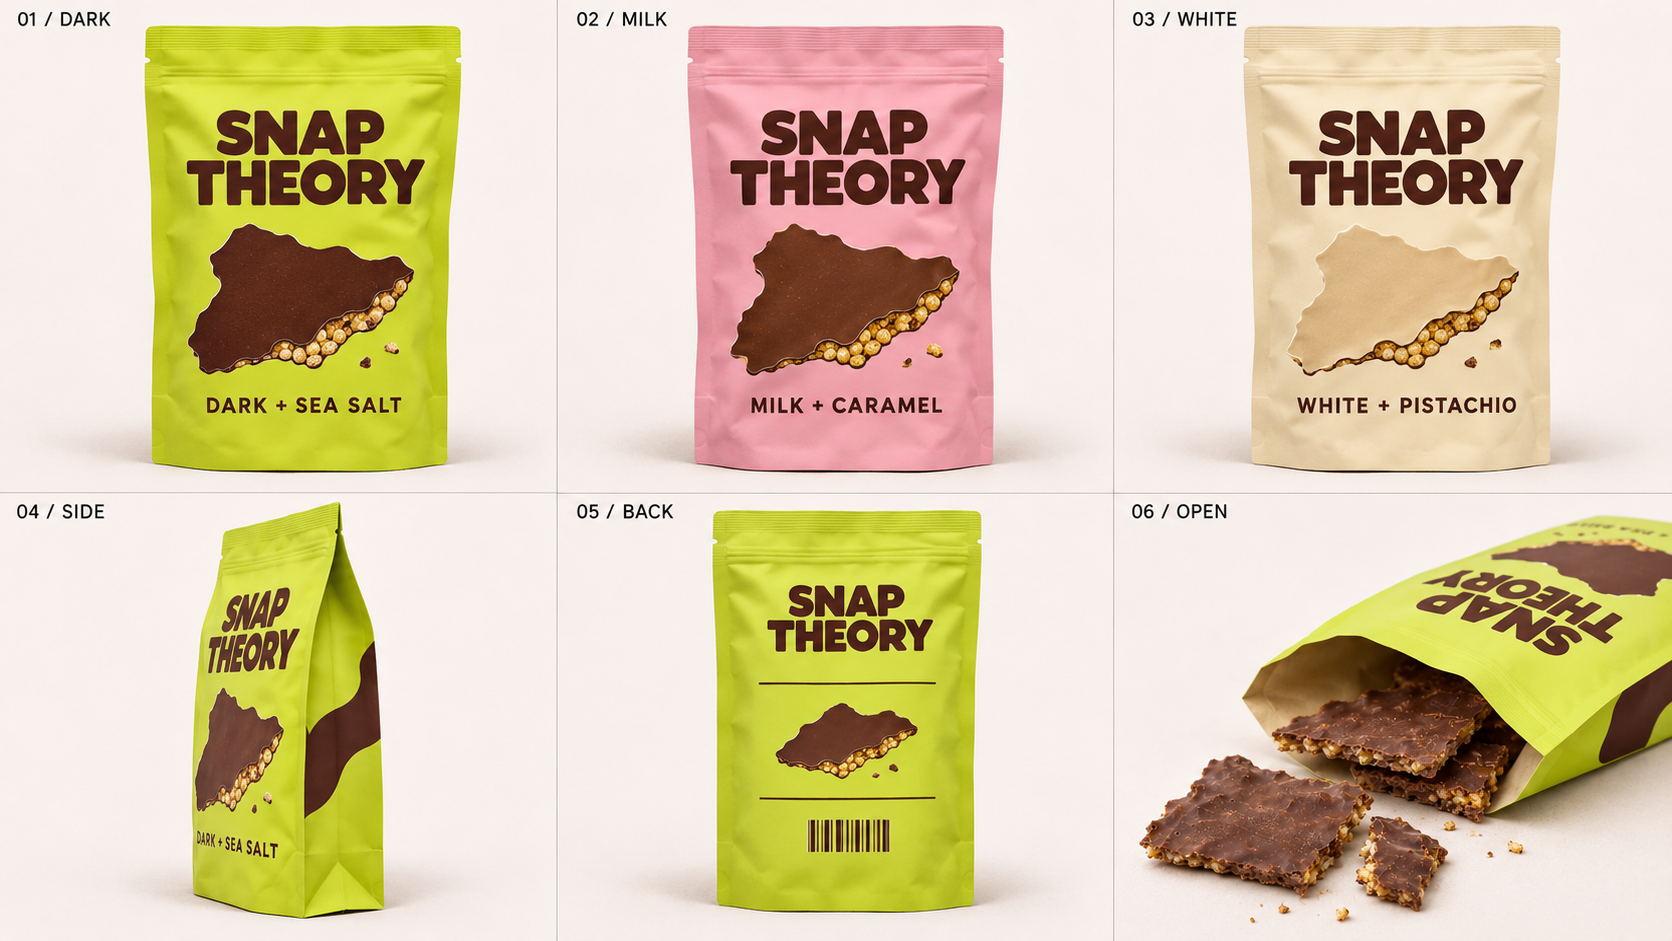 01 / DARK
SNAP
THEORY
DARK + SEA SALT
02 / MILK
SNAP
THEORY
MILK + CARAMEL
03 / WHITE
SNAP
THEORY
WHITE + PISTACHIO
04 / SIDE
SNAP
THEORY
DARK + SEA SALT
05 / BACK
SNAP
THEORY
06 / OPEN
SNAP
THEORY